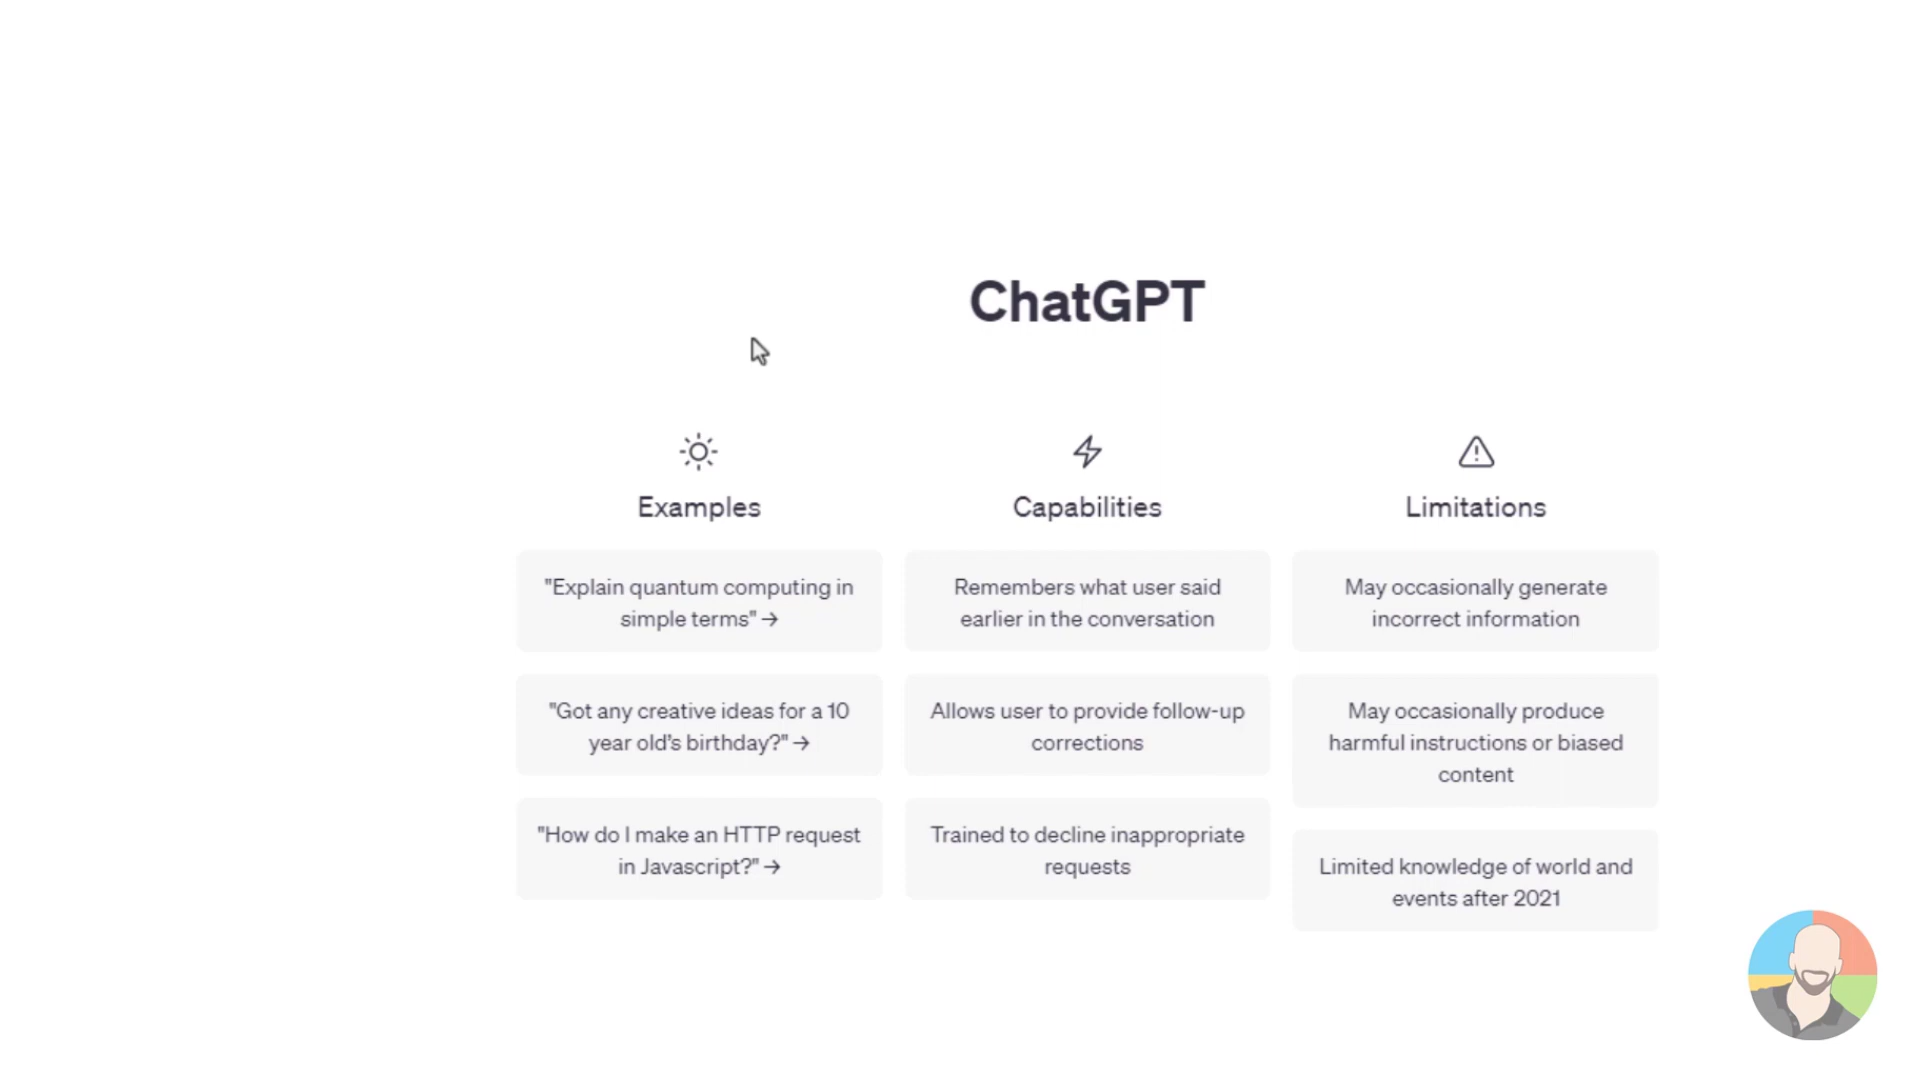 ChatGPT
Examples
"Explain quantum computing in
simple terms" →
"Got any creative ideas for a 10
year old's birthday?" →
"How do I make an HTTP request
in Javascript?" →
Capabilities
Remembers what user said
earlier in the conversation
Allows user to provide follow-up
corrections
Trained to decline inappropriate
requests
Limitations
May occasionally generate
incorrect information
May occasionally produce
harmful instructions or biased
content
Limited knowledge of world and
events after 2021